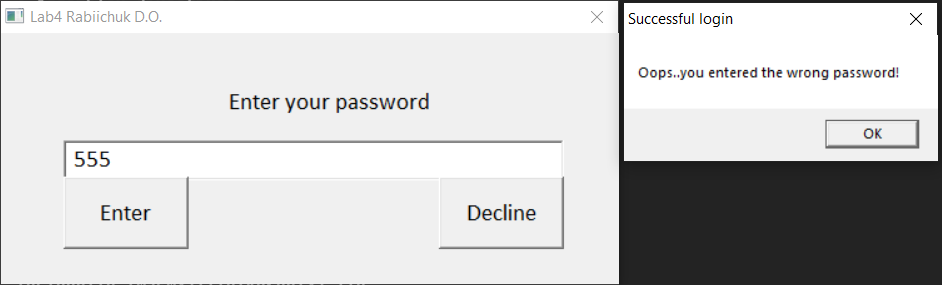 Lab4 Rabiichuk D.O.
Enter your password
555
Enter
Decline
Successful login
Oops..you entered the wrong password!
OK